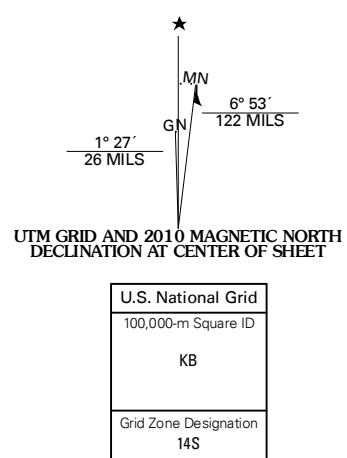 ★
MN
GN
6° 53´
122 MILS
1° 27´
26 MILS
UTM GRID AND 2010 MAGNETIC NORTH
DECLINATION AT CENTER OF SHEET
U.S. National Grid
100,000-m Square ID
KB
Grid Zone Designation
14S